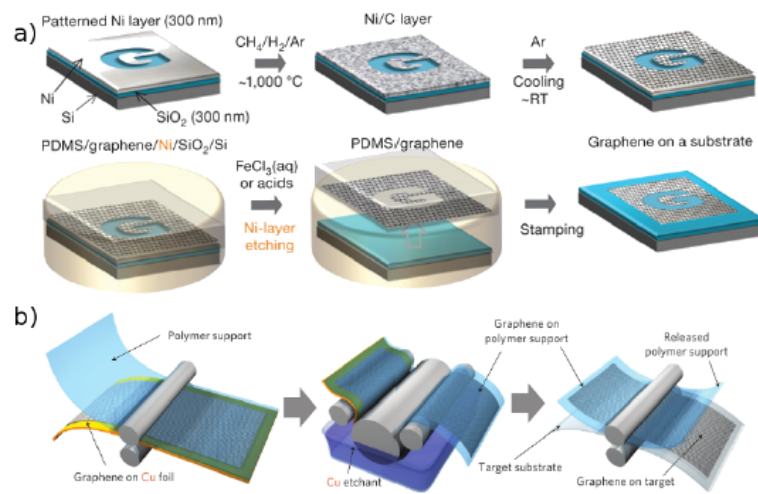 a)
Patterned Ni layer (300 nm)
CH₄/H₂/Ar
~1,000 °C
Ni/C layer
Ar
Cooling
~RT
Ni
Si
SiO₂ (300 nm)
PDMS/graphene/Ni/SiO₂/Si
FeCl₃(aq)
or acids
Ni-layer
etching
PDMS/graphene
Stamping
Graphene on a substrate
b)
Polymer support
Graphene on Cu foil
Cu etchant
Graphene on
polymer support
Released
polymer support
Target substrate
Graphene on target